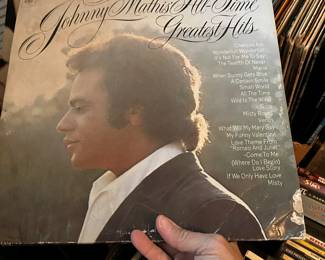 Johnny Mathis' All-Time
Greatest Hits
Chances Are
Wonderful! Wonderful!
It's Not For Me To Say
The Twelfth Of Never
Maria
When Sunny Gets Blue
A Certain Smile
Small World
All The Time
Wild Is The Wind
Gina
Misty Roses
Venus
What Will My Mary Say
My Funny Valentine
Love Theme From
"Romeo And Juliet"
Come To Me
(Where Do I Begin)
Love Story
If We Only Have Love
Misty